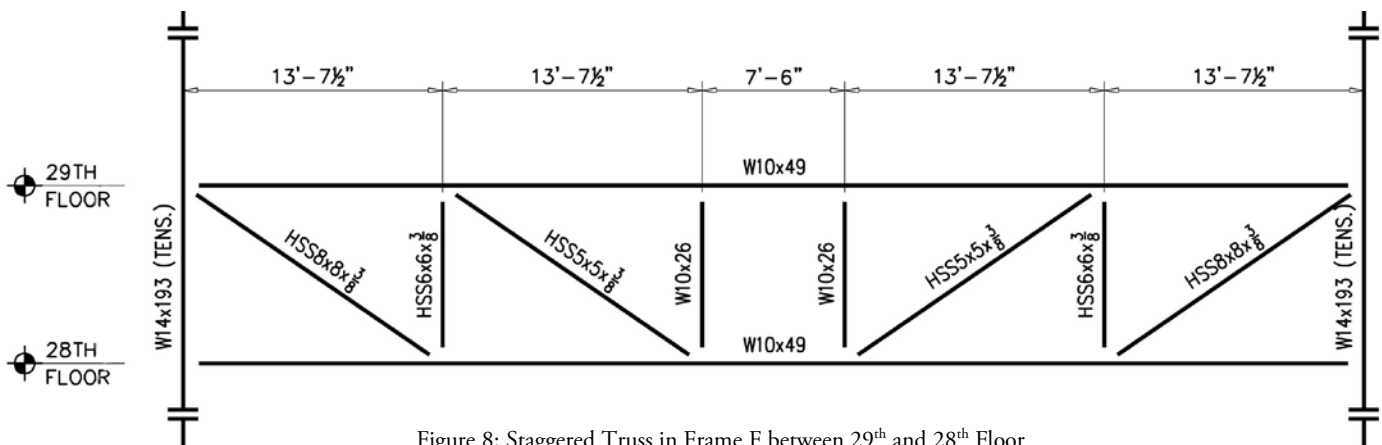 13'-7½"
13'-7½"
7'-6"
13'-7½"
13'-7½"
29TH
FLOOR
W10x49
W14x193 (TENS.)
HSS8x8x3/8
HSS6x6x3/8
HSS5x5x3/8
W10x26
W10x26
HSS5x5x3/8
HSS6x6x3/8
HSS8x8x3/8
W14x193 (TENS.)
28TH
FLOOR
W10x49
Figure 8: Staggered Truss in Frame F between 29th and 28th Floor